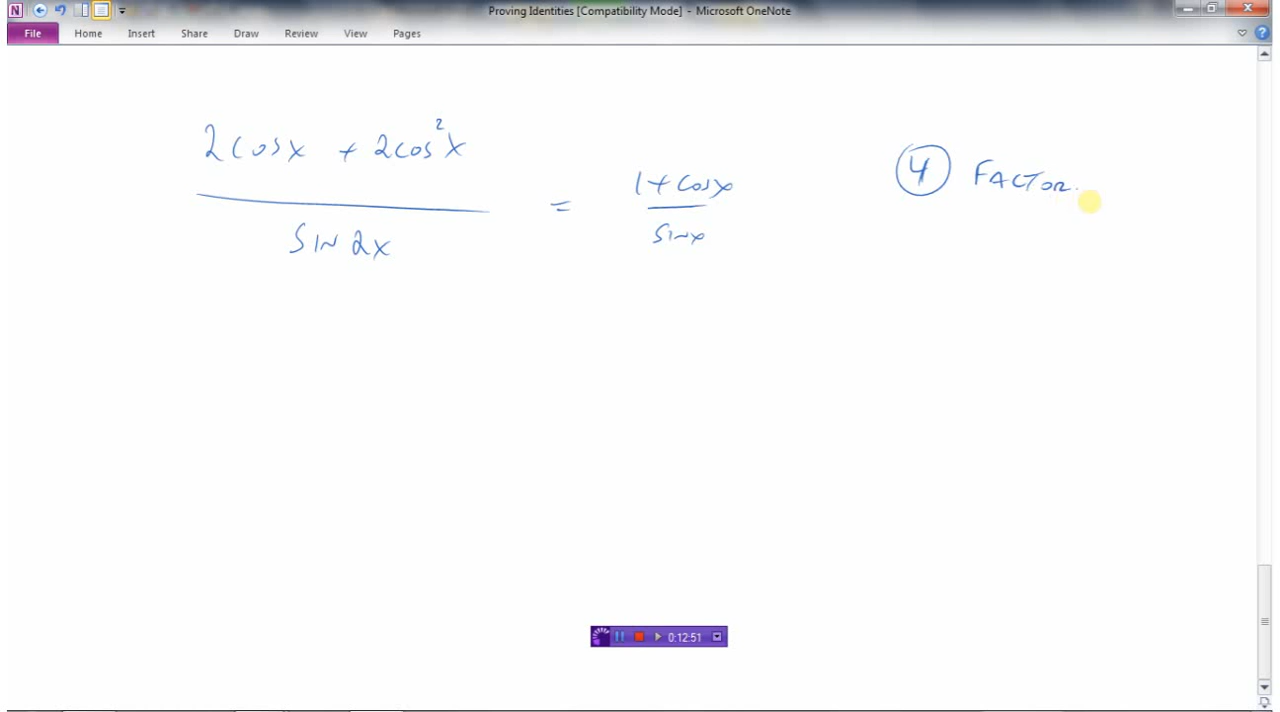 Proving Identities [Compatibility Mode] - Microsoft OneNote
File Home Insert Share Draw Review View Pages
2cosx + 2cos²x
sin 2x
=
1+cosx
sinx
4 FACTOR.
0:12:51